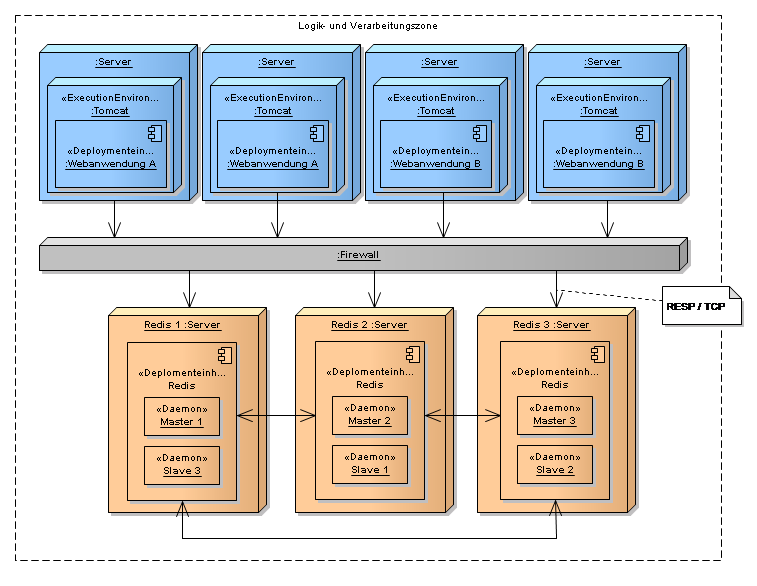 Logik- und Verarbeitungszone
:Server
:Server
:Server
:Server
«ExecutionEnviron...
:Tomcat
«ExecutionEnviron...
:Tomcat
«ExecutionEnviron...
:Tomcat
«ExecutionEnviron...
:Tomcat
«Deploymentein...
:Webanwendung A
«Deploymentein...
:Webanwendung A
«Deploymentein...
:Webanwendung B
«Deploymentein...
:Webanwendung B
:Firewall
RESP / TCP
Redis 1 :Server
Redis 2 :Server
Redis 3 :Server
«Deplomenteinh...
Redis
«Deplomenteinh...
Redis
«Deplomenteinh...
Redis
«Daemon»
Master 1
«Daemon»
Master 2
«Daemon»
Master 3
«Daemon»
Slave 3
«Daemon»
Slave 1
«Daemon»
Slave 2